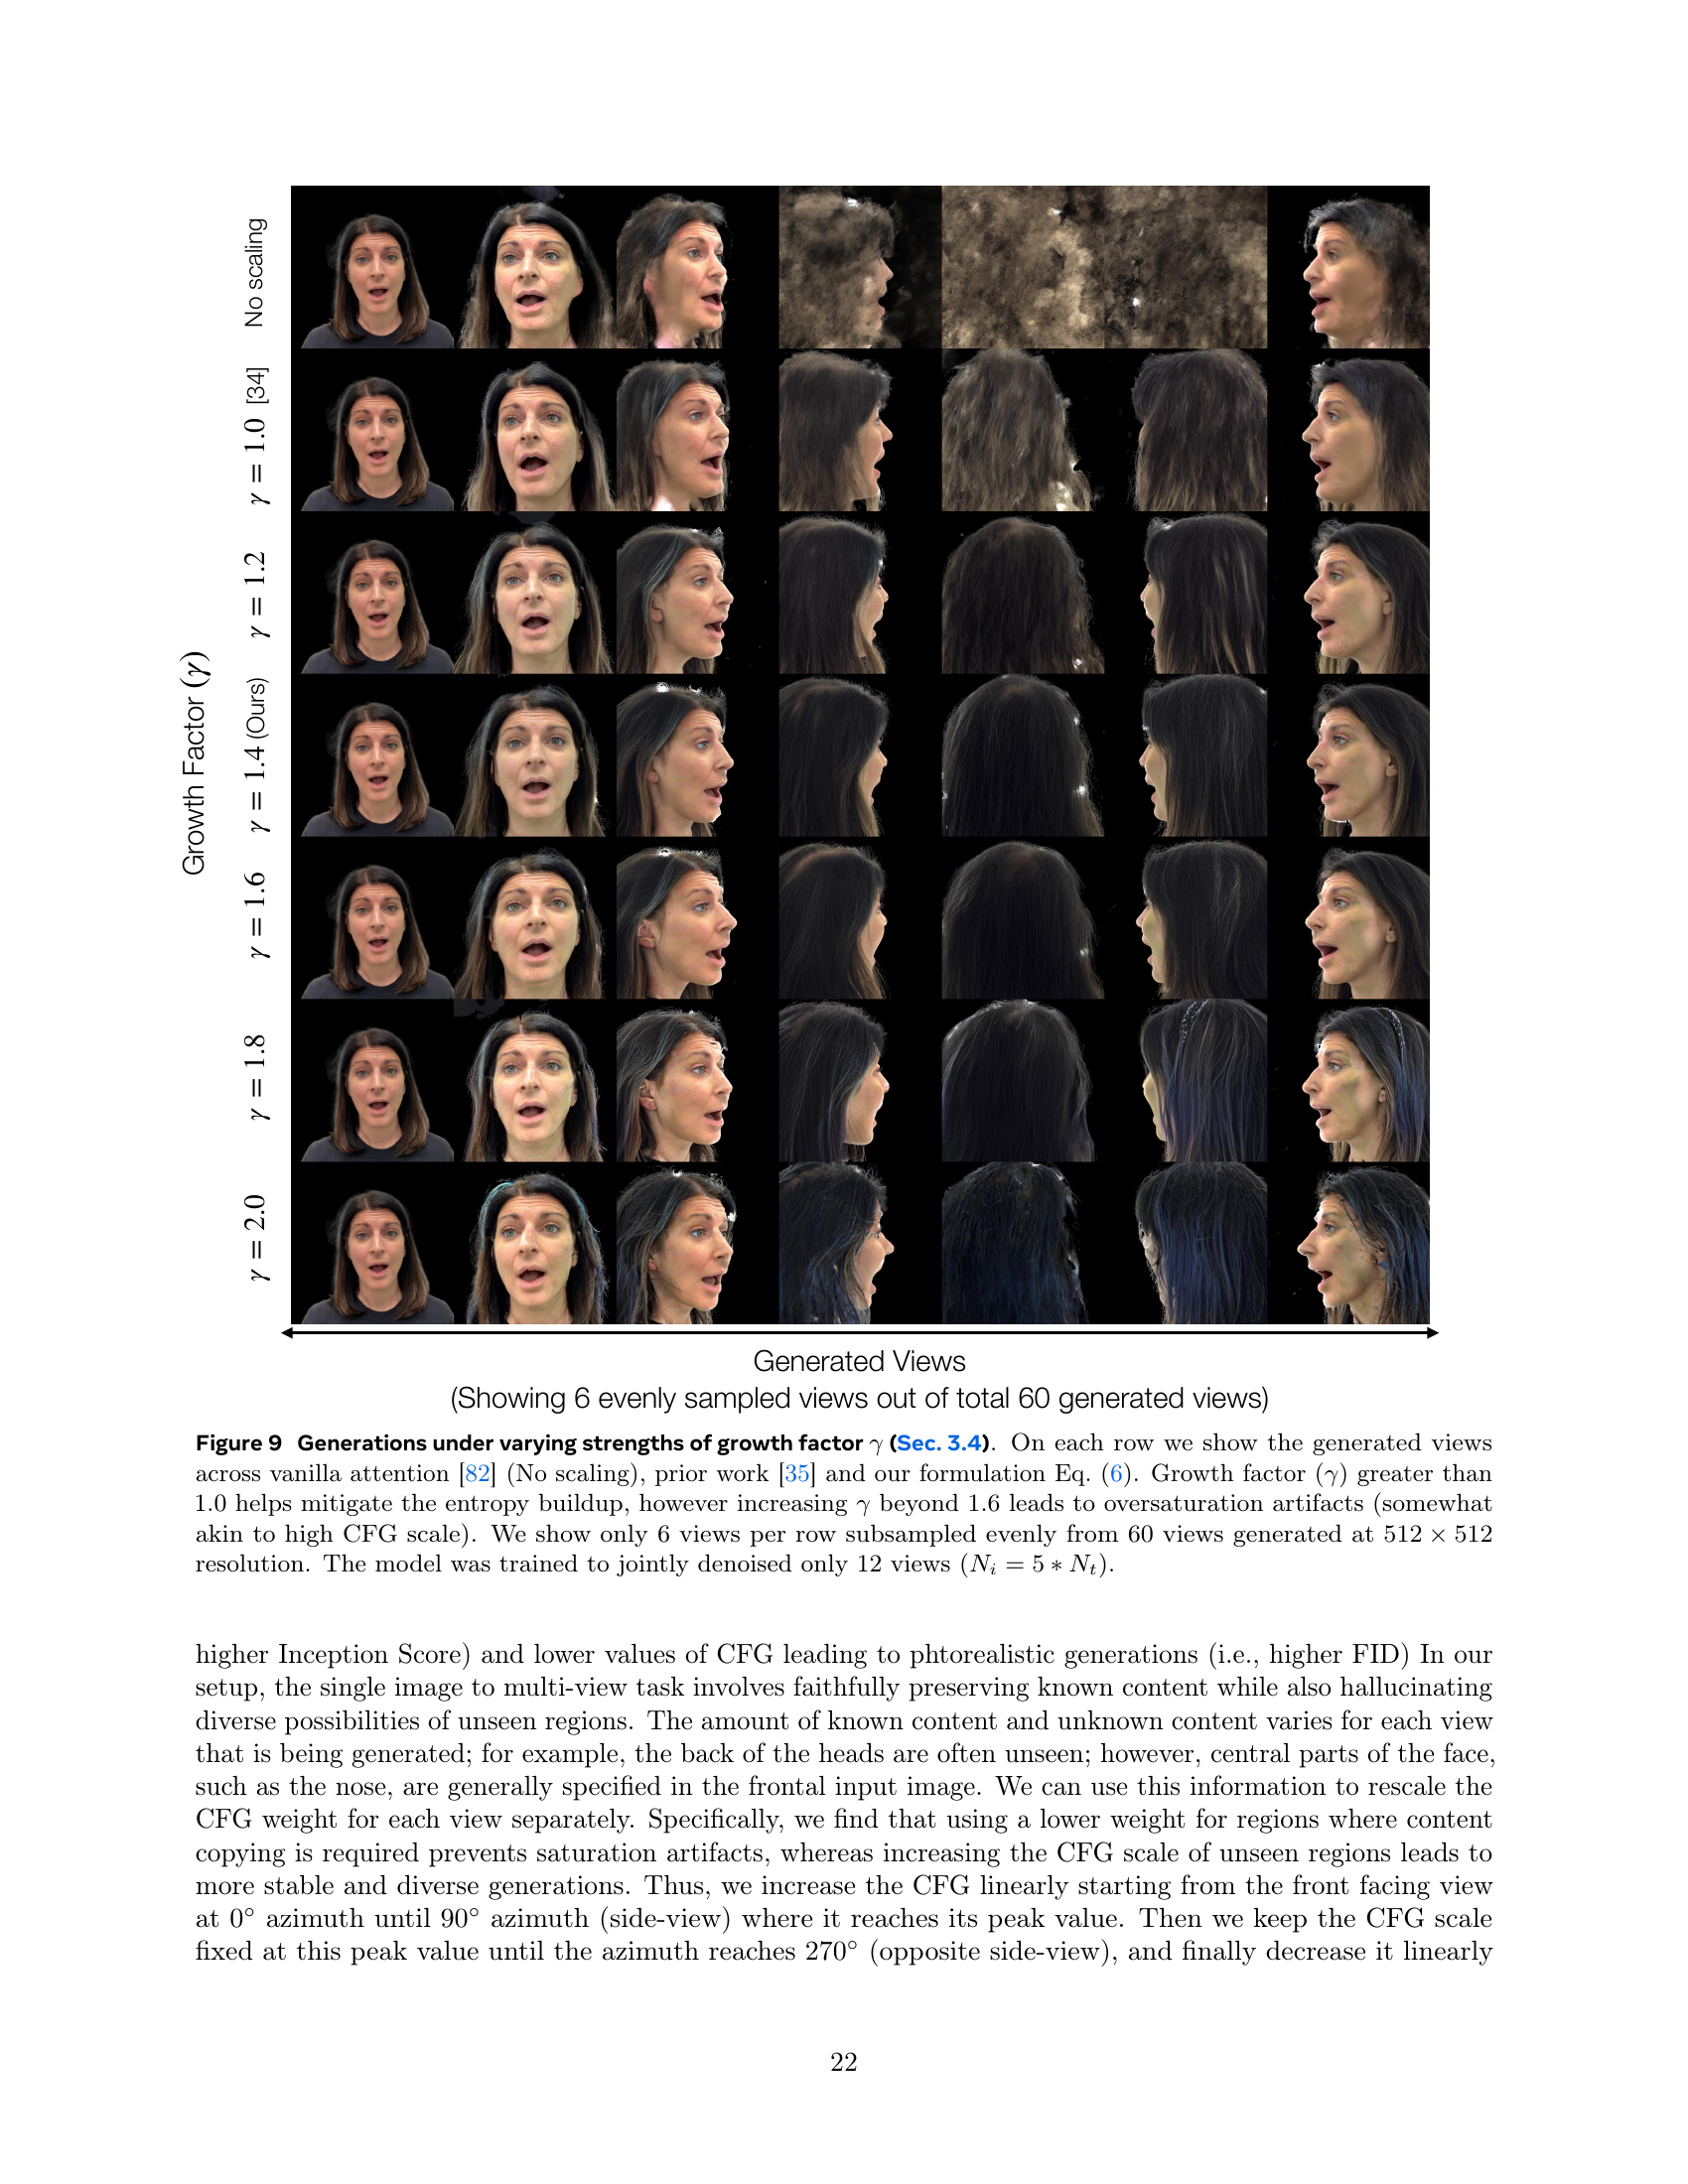 Growth Factor (γ)
No scaling
γ = 1.0 [34]
γ = 1.2
γ = 1.4 (Ours)
γ = 1.6
γ = 1.8
γ = 2.0
Generated Views
(Showing 6 evenly sampled views out of total 60 generated views)
Figure 9 Generations under varying strengths of growth factor γ (Sec. 3.4). On each row we show the generated views
across vanilla attention [82] (No scaling), prior work [35] and our formulation Eq. (6). Growth factor (γ) greater than
1.0 helps mitigate the entropy buildup, however increasing γ beyond 1.6 leads to oversaturation artifacts (somewhat
akin to high CFG scale). We show only 6 views per row subsampled evenly from 60 views generated at 512 × 512
resolution. The model was trained to jointly denoised only 12 views (Nᵢ = 5 ∗ Nₜ).
higher Inception Score) and lower values of CFG leading to phtorealistic generations (i.e., higher FID) In our
setup, the single image to multi-view task involves faithfully preserving known content while also hallucinating
diverse possibilities of unseen regions. The amount of known content and unknown content varies for each view
that is being generated; for example, the back of the heads are often unseen; however, central parts of the face,
such as the nose, are generally specified in the frontal input image. We can use this information to rescale the
CFG weight for each view separately. Specifically, we find that using a lower weight for regions where content
copying is required prevents saturation artifacts, whereas increasing the CFG scale of unseen regions leads to
more stable and diverse generations. Thus, we increase the CFG linearly starting from the front facing view
at 0° azimuth until 90° azimuth (side-view) where it reaches its peak value. Then we keep the CFG scale
fixed at this peak value until the azimuth reaches 270° (opposite side-view), and finally decrease it linearly
22